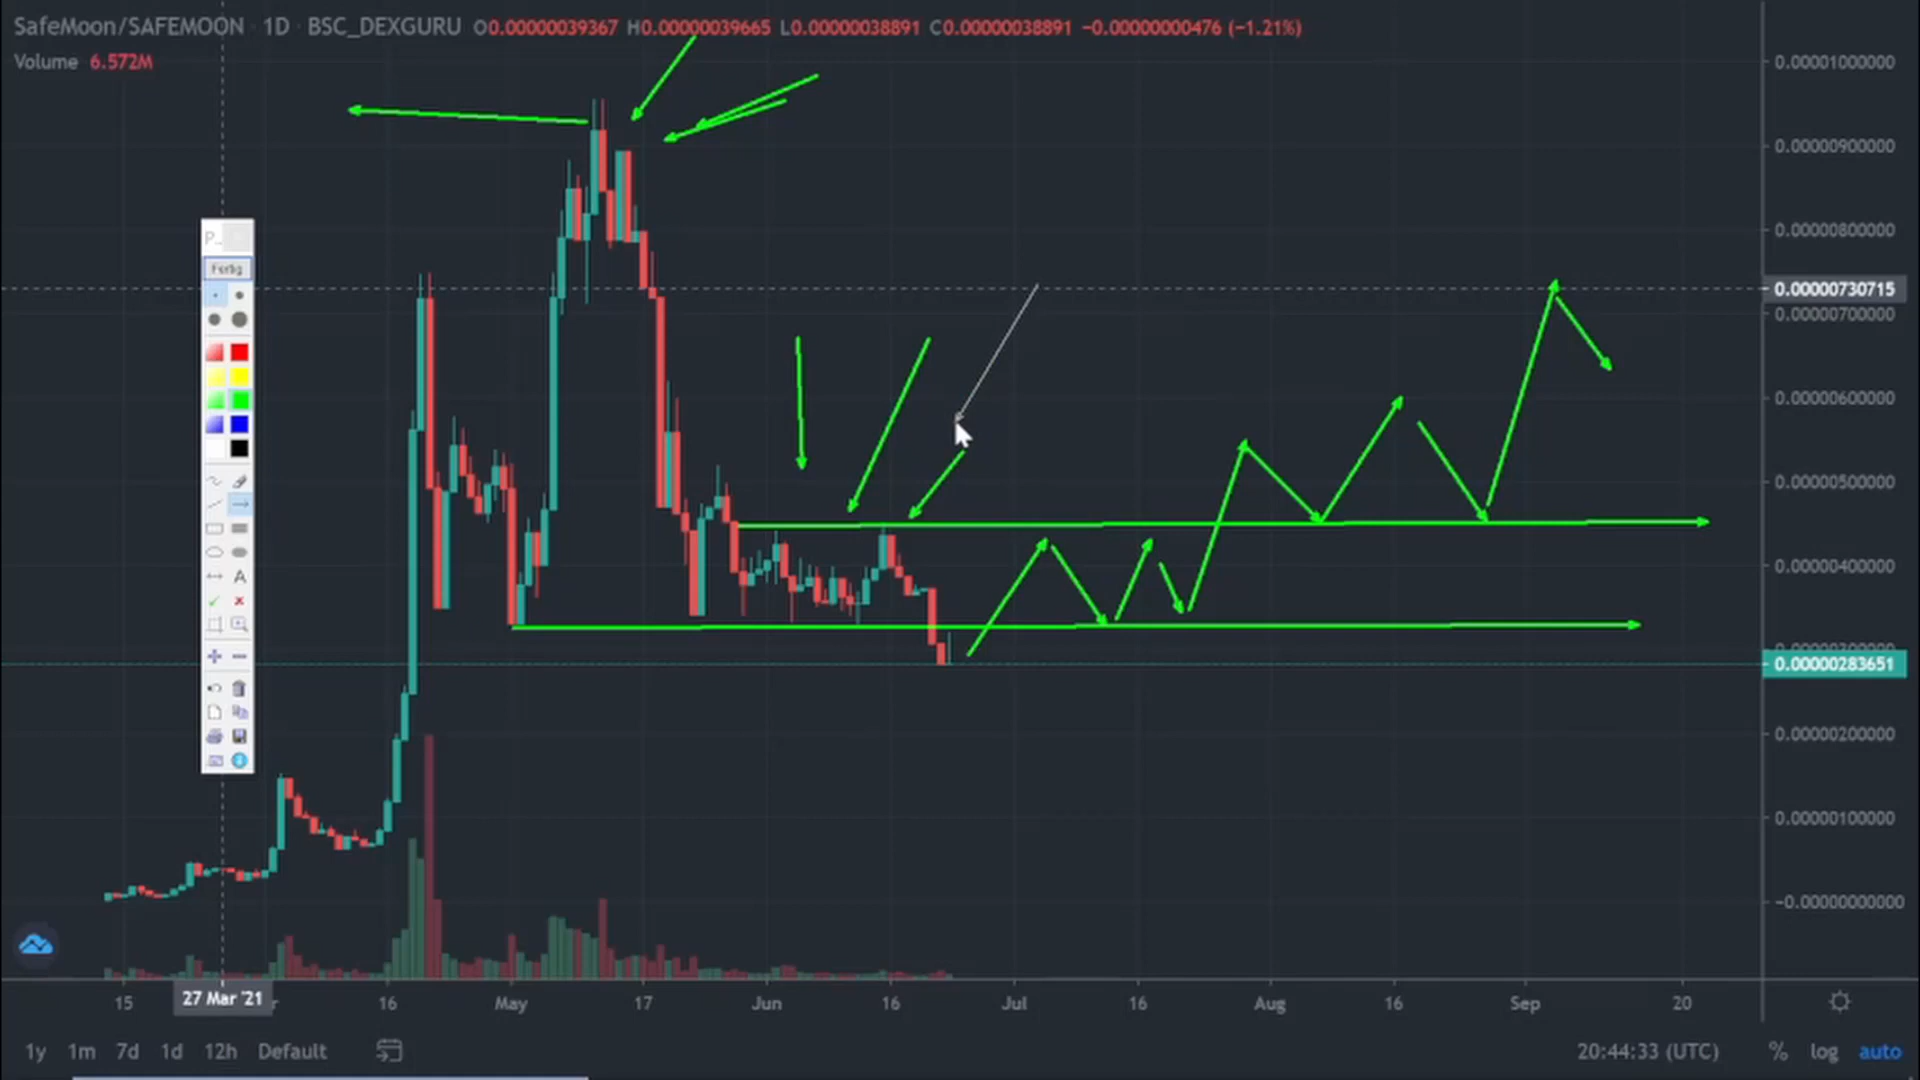 SafeMoon/SAFEMOON · 1D · BSC_DEXGURU O0.00000039367 H0.00000039665 L0.00000038891 C0.00000038891 −0.00000000476 (−1.21%)
Volume 6.572M
0.00001000000
0.00000900000
0.00000800000
P...
Fertig
0.00000730715
0.00000700000
0.00000600000
0.00000500000
A
0.00000400000
0.00000283651
0.00000200000
0.00000100000
−0.00000000000
15
27 Mar '21
16
May
17
Jun
16
Jul
16
Aug
16
Sep
20
1y 1m 7d 1d 12h Default 20:44:33 (UTC) % log auto